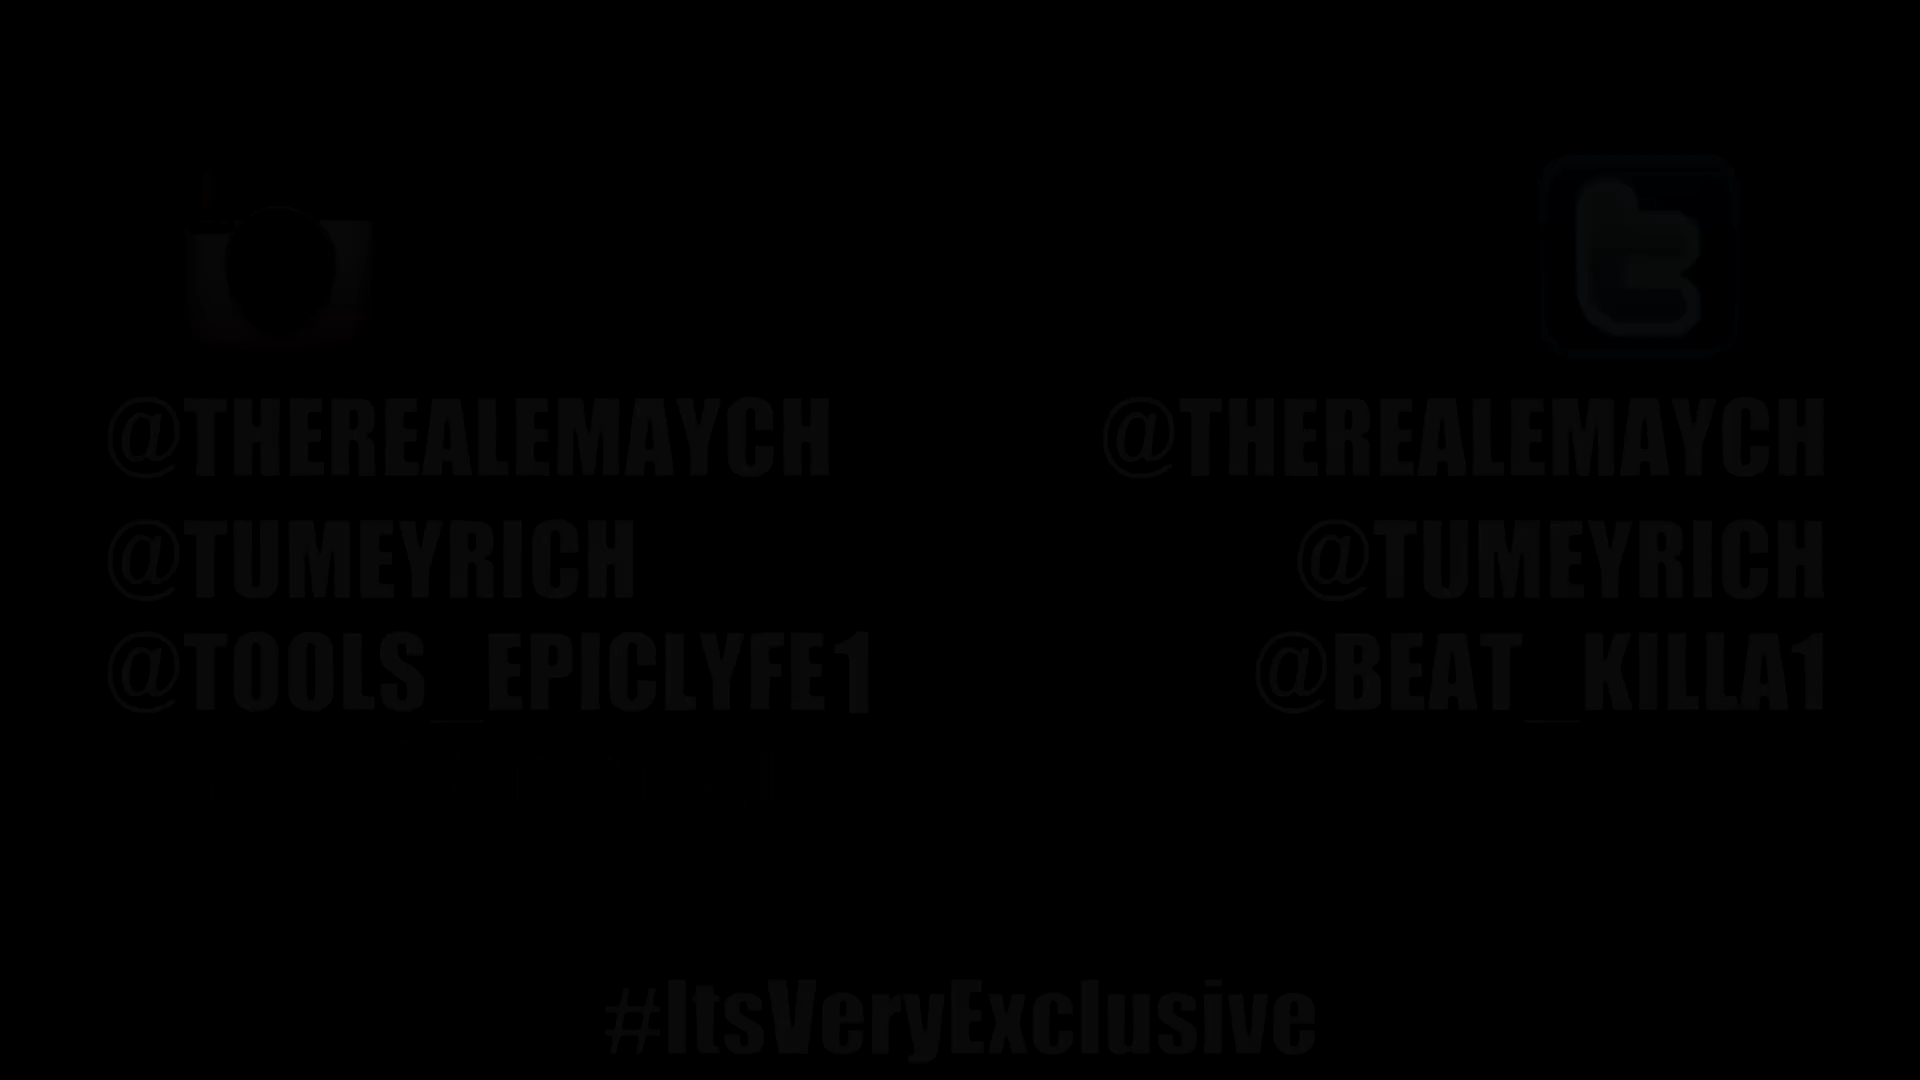 @THEREALEMAYCH
@TUMEYRICH
@TOOLS_EPICLYFE1
@THEREALEMAYCH
@TUMEYRICH
@BEAT_KILLA1
#ItsVeryExclusive